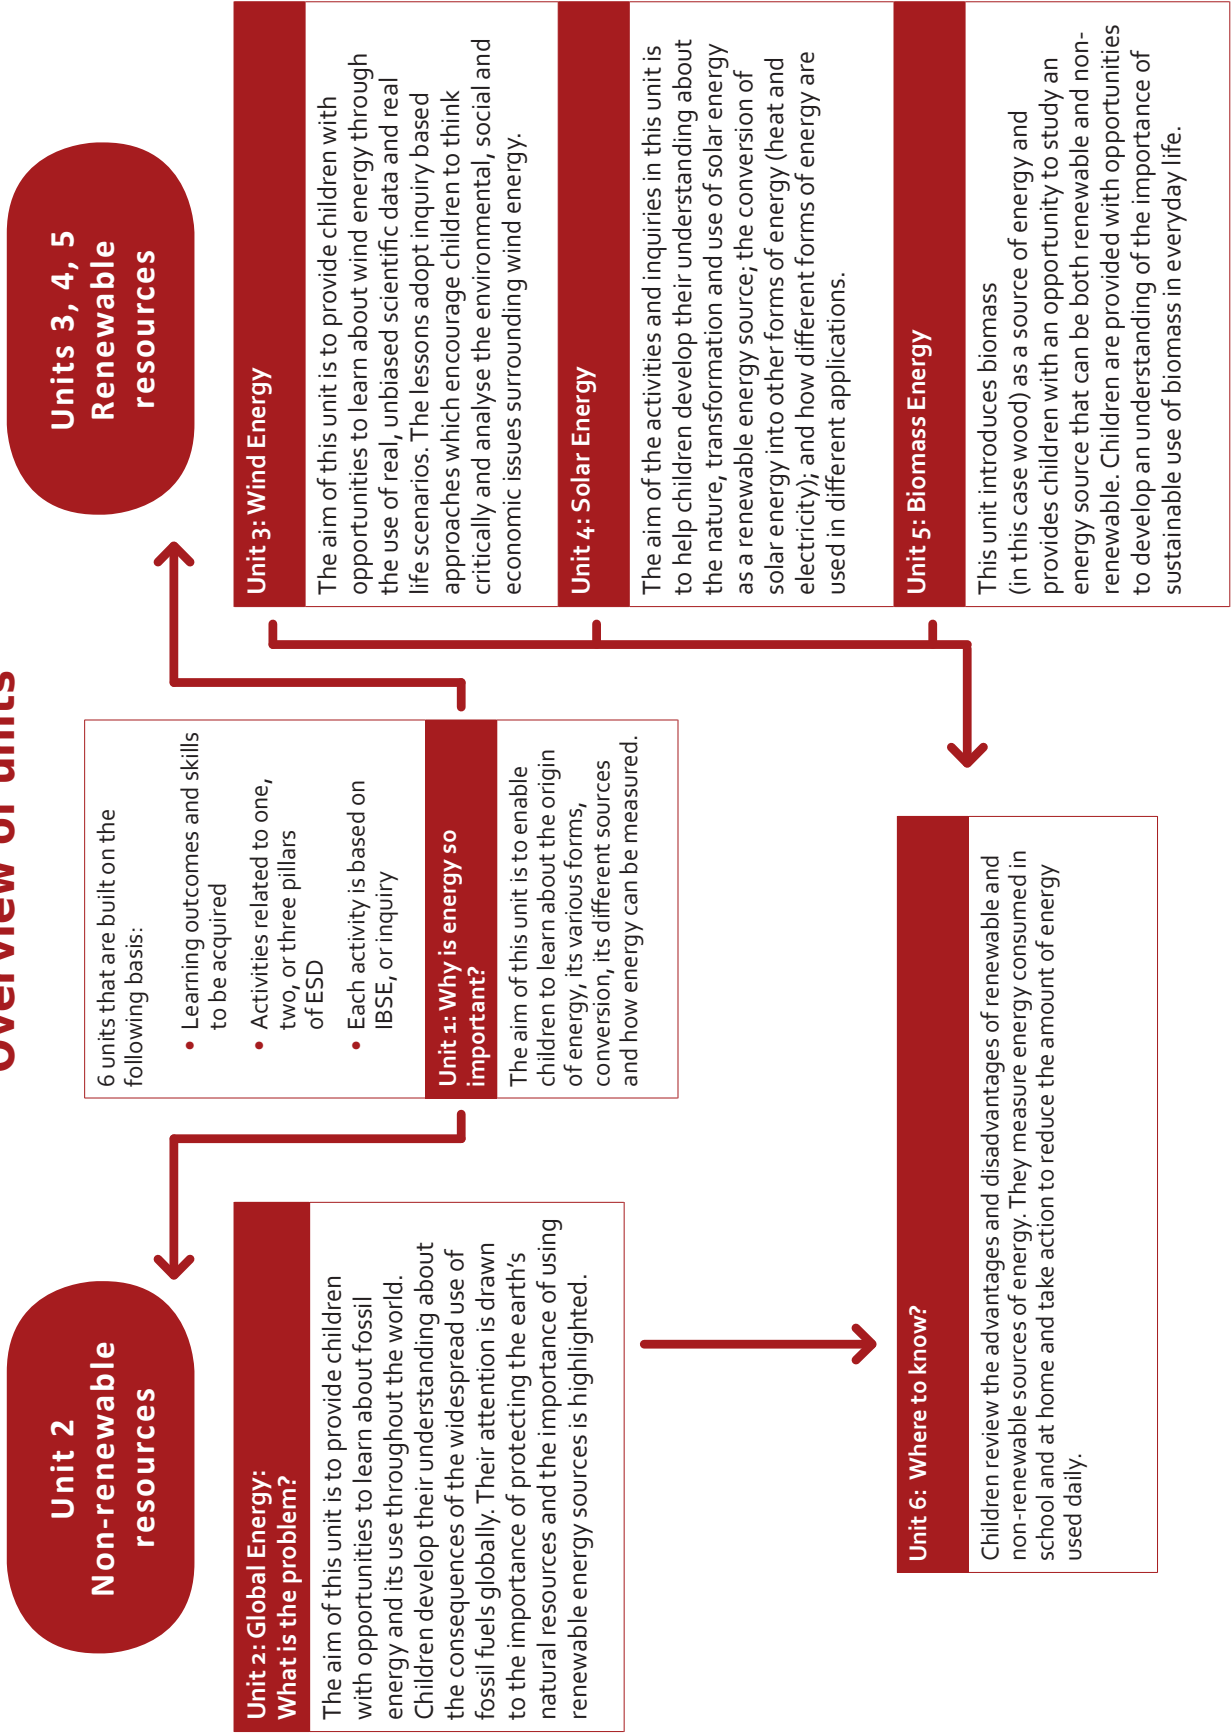 Overview of units
Unit 2
Non-renewable
resources
Unit 2: Global Energy:
What is the problem?
The aim of this unit is to provide children
with opportunities to learn about fossil
energy and its use throughout the world.
Children develop their understanding about
the consequences of the widespread use of
fossil fuels globally. Their attention is drawn
to the importance of protecting the earth's
natural resources and the importance of using
renewable energy sources is highlighted.
6 units that are built on the
following basis:
• Learning outcomes and skills
to be acquired
• Activities related to one,
two, or three pillars
of ESD
• Each activity is based on
IBSE, or inquiry
Unit 1: Why is energy so
important?
The aim of this unit is to enable
children to learn about the origin
of energy, its various forms,
conversion, its different sources
and how energy can be measured.
Units 3, 4, 5
Renewable
resources
Unit 3: Wind Energy
The aim of this unit is to provide children with
opportunities to learn about wind energy through
the use of real, unbiased scientific data and real
life scenarios. The lessons adopt inquiry based
approaches which encourage children to think
critically and analyse the environmental, social and
economic issues surrounding wind energy.
Unit 4: Solar Energy
The aim of the activities and inquiries in this unit is
to help children develop their understanding about
the nature, transformation and use of solar energy
as a renewable energy source; the conversion of
solar energy into other forms of energy (heat and
electricity); and how different forms of energy are
used in different applications.
Unit 5: Biomass Energy
This unit introduces biomass
(in this case wood) as a source of energy and
provides children with an opportunity to study an
energy source that can be both renewable and non-
renewable. Children are provided with opportunities
to develop an understanding of the importance of
sustainable use of biomass in everyday life.
Unit 6: Where to know?
Children review the advantages and disadvantages of renewable and
non-renewable sources of energy. They measure energy consumed in
school and at home and take action to reduce the amount of energy
used daily.